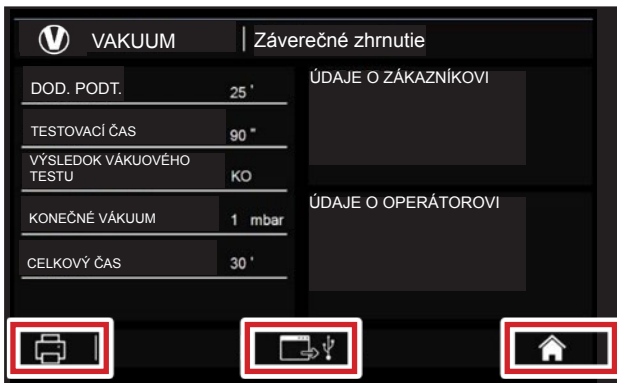 VAKUUM | Záverečné zhrnutie
DOD. PODT. 25 '
TESTOVACÍ ČAS 90 "
VÝSLEDOK VÁKUOVÉHO
TESTU KO
KONEČNÉ VÁKUUM 1 mbar
CELKOVÝ ČAS 30 '
ÚDAJE O ZÁKAZNÍKOVI
ÚDAJE O OPERÁTOROVI